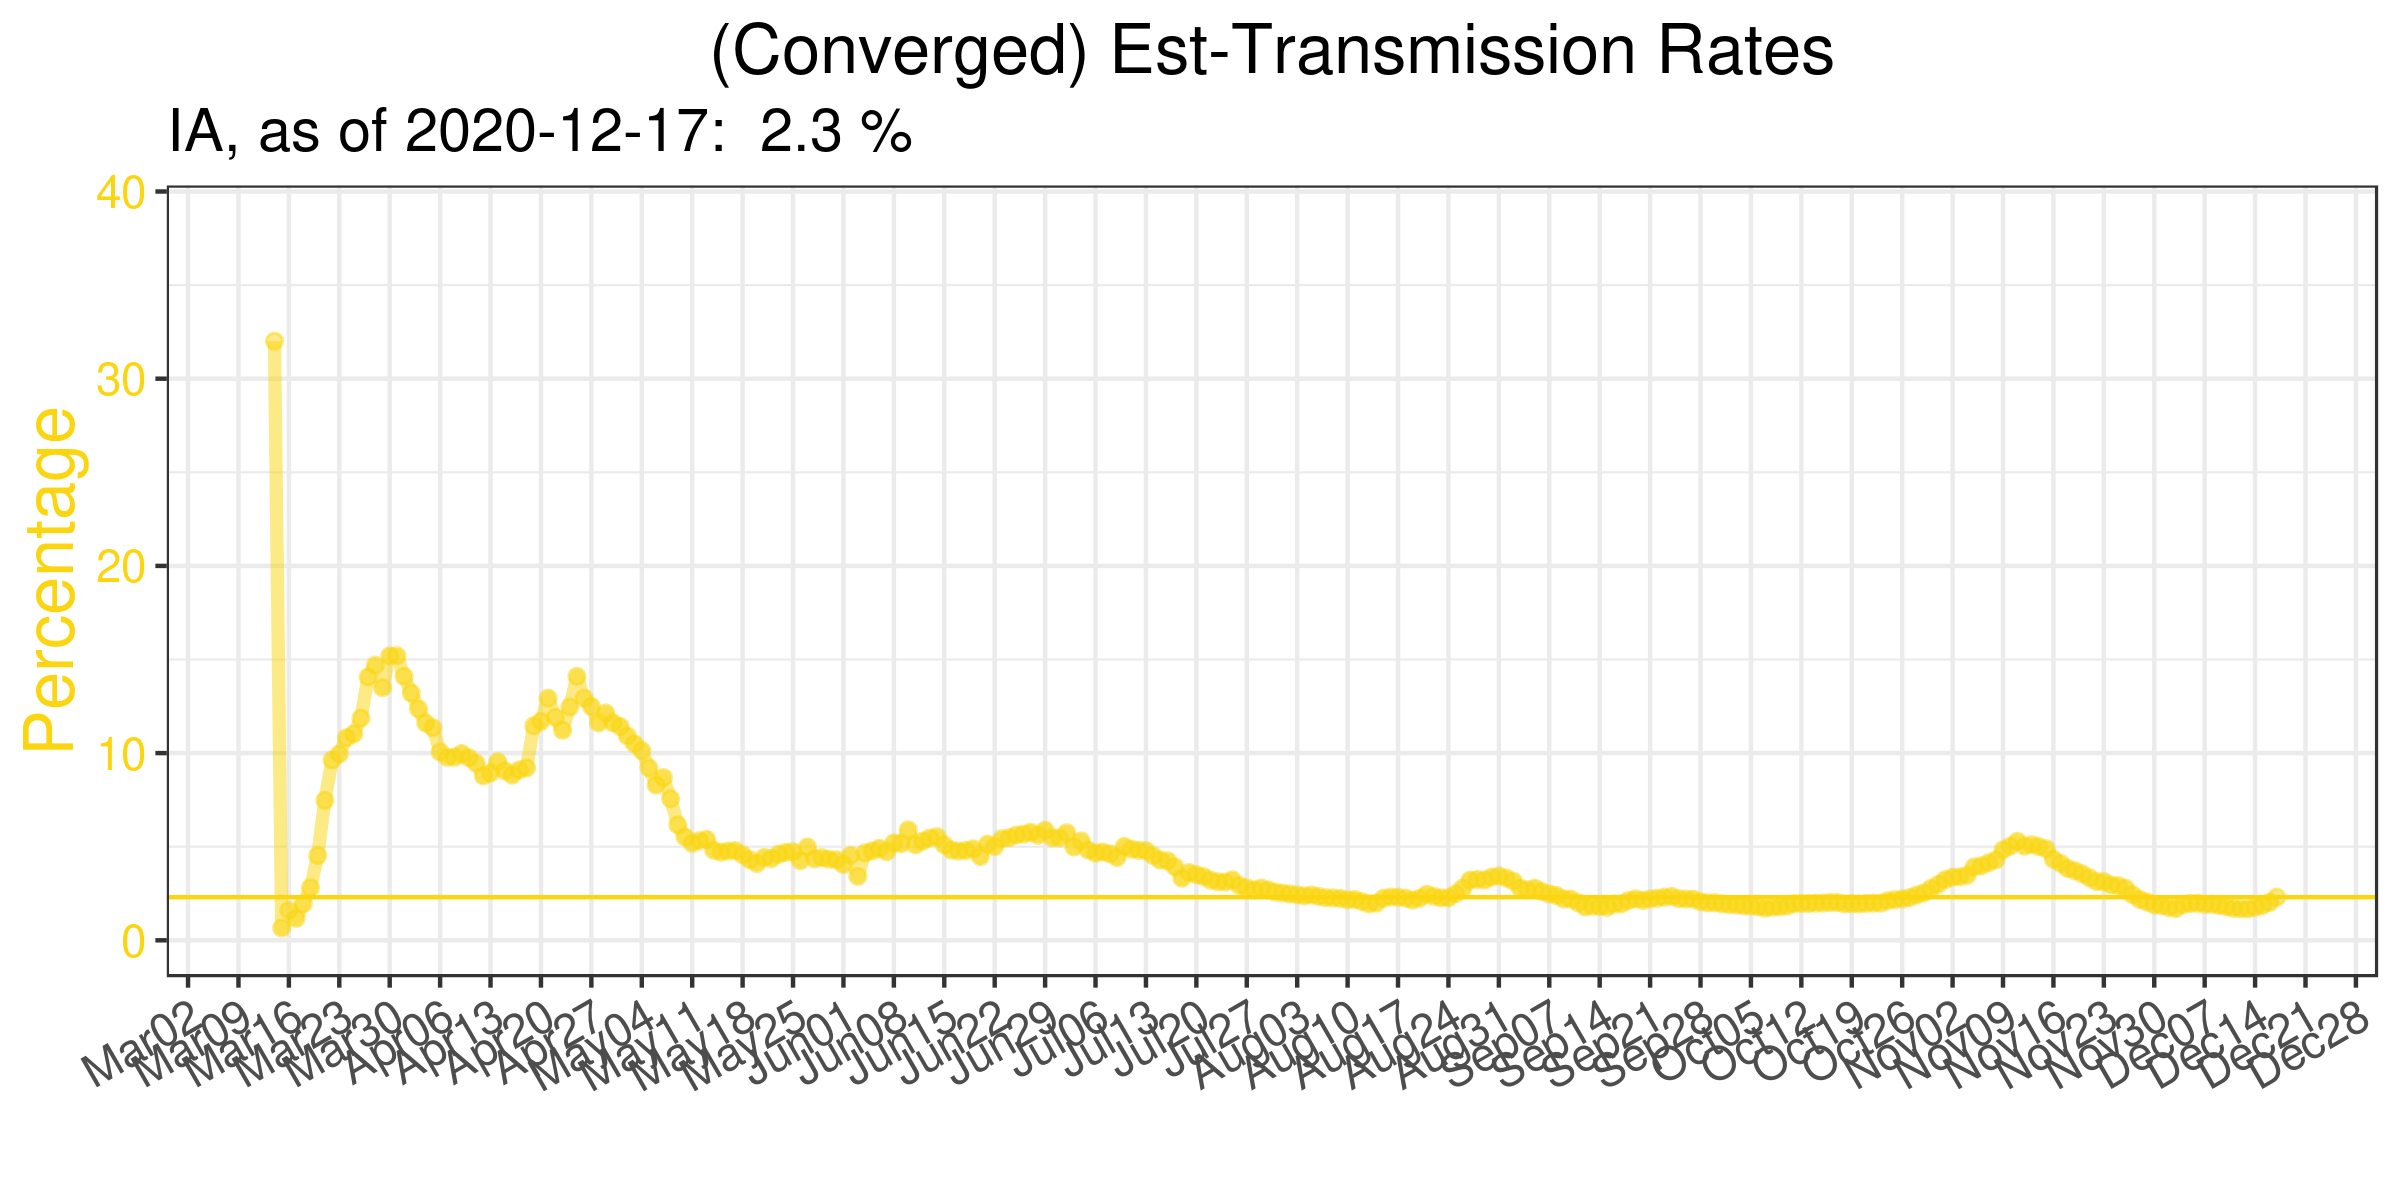 (Converged) Est-Transmission Rates
IA, as of 2020-12-17:  2.3 %
Percentage
40
30
20
10
0
Mar02
Mar09
Mar16
Mar23
Mar30
Apr06
Apr13
Apr20
Apr27
May04
May11
May18
May25
Jun01
Jun08
Jun15
Jun22
Jun29
Jul06
Jul13
Jul20
Jul27
Aug03
Aug10
Aug17
Aug24
Aug31
Sep07
Sep14
Sep21
Sep28
Oct05
Oct12
Oct19
Oct26
Nov02
Nov09
Nov16
Nov23
Nov30
Dec07
Dec14
Dec21
Dec28